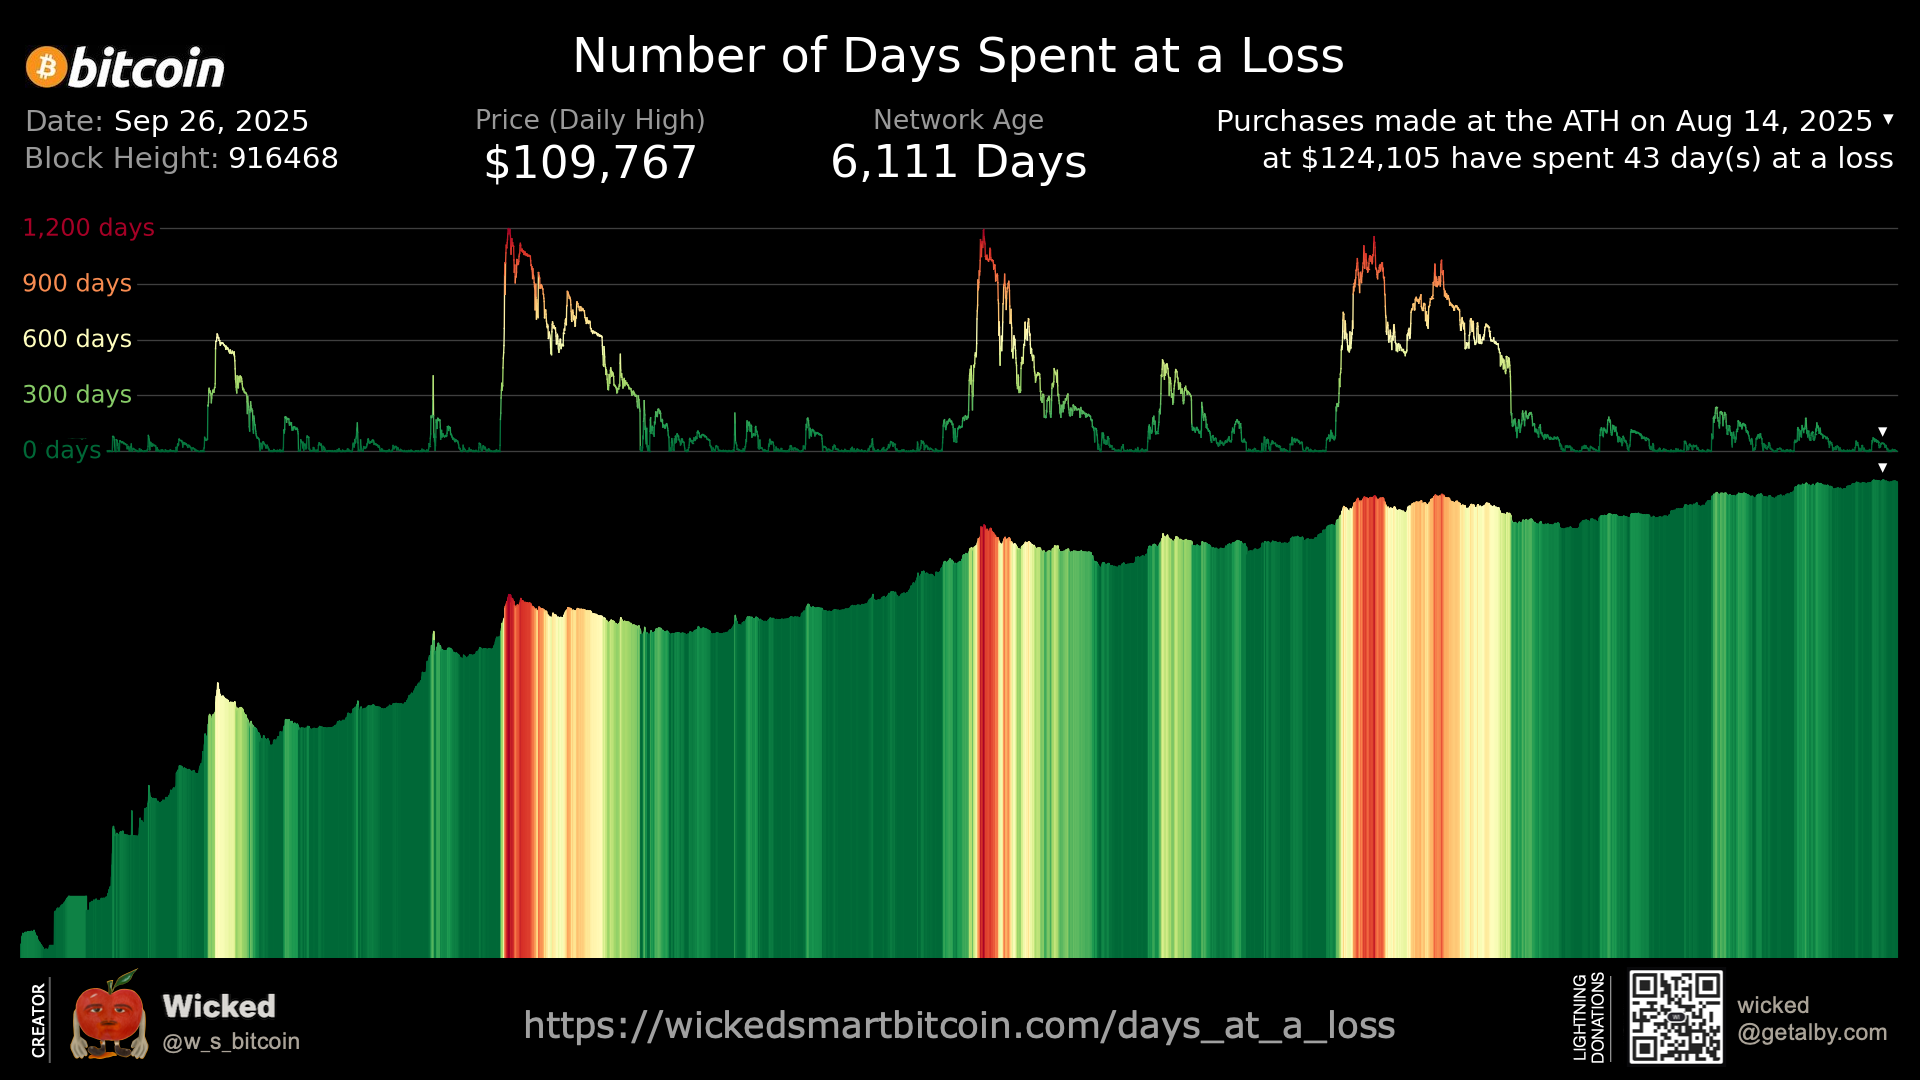 bitcoin
Number of Days Spent at a Loss
Date: Sep 26, 2025
Block Height: 916468
Price (Daily High)
$109,767
Network Age
6,111 Days
Purchases made at the ATH on Aug 14, 2025 ▼
at $124,105 have spent 43 day(s) at a loss
1,200 days
900 days
600 days
300 days
0 days
CREATOR
Wicked
@w_s_bitcoin
https://wickedsmartbitcoin.com/days_at_a_loss
LIGHTNING
DONATIONS
wicked
@getalby.com